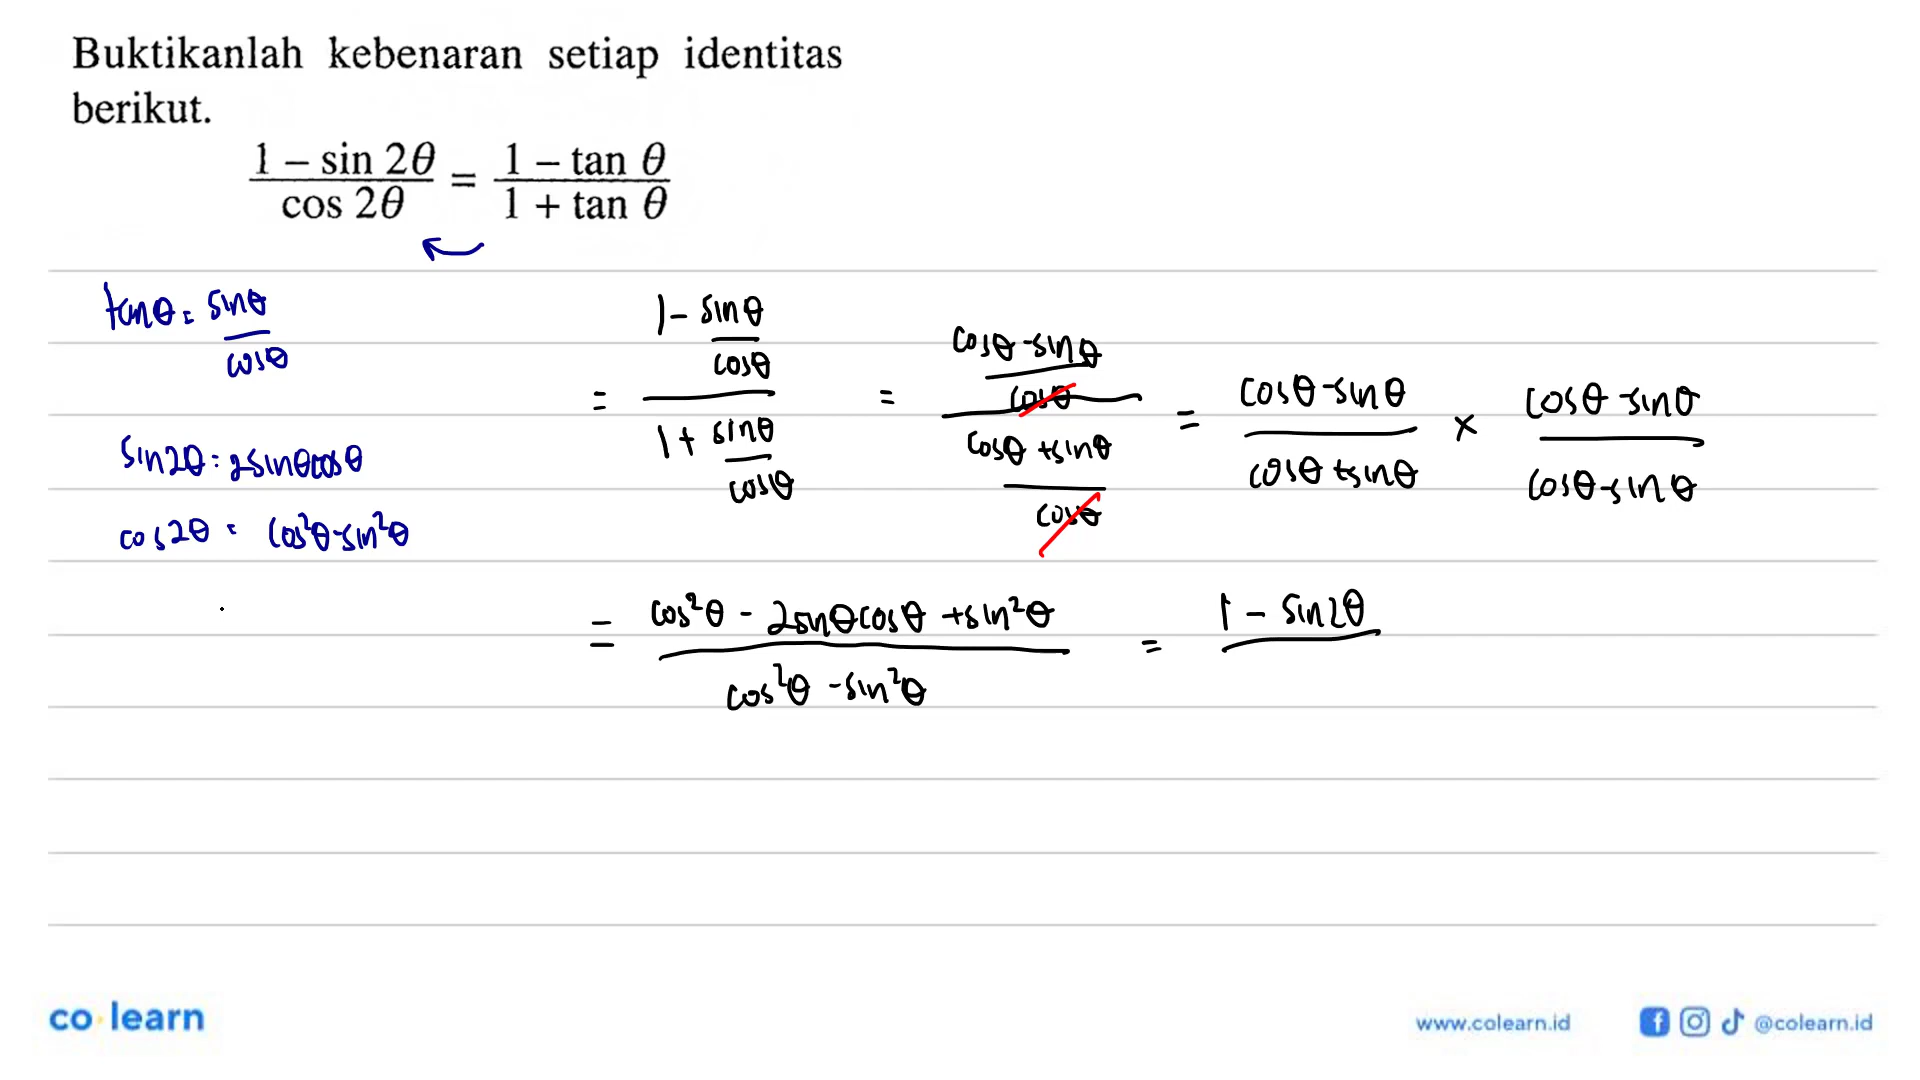 Buktikanlah kebenaran setiap identitas
berikut.
1 – sin 2θ / cos 2θ = 1 – tan θ / 1 + tan θ
tanθ = sinθ / cosθ
sin2θ = 2sinθcosθ
cos2θ = cos²θ-sin²θ
= 1 - sinθ/cosθ / 1 + sinθ/cosθ = cosθ-sinθ/cosθ / cosθ+sinθ/cosθ = cosθ-sinθ / cosθ+sinθ × cosθ-sinθ / cosθ-sinθ
= cos²θ - 2sinθcosθ + sin²θ / cos²θ - sin²θ = 1 - sin2θ
co learn
www.colearn.id @colearn.id